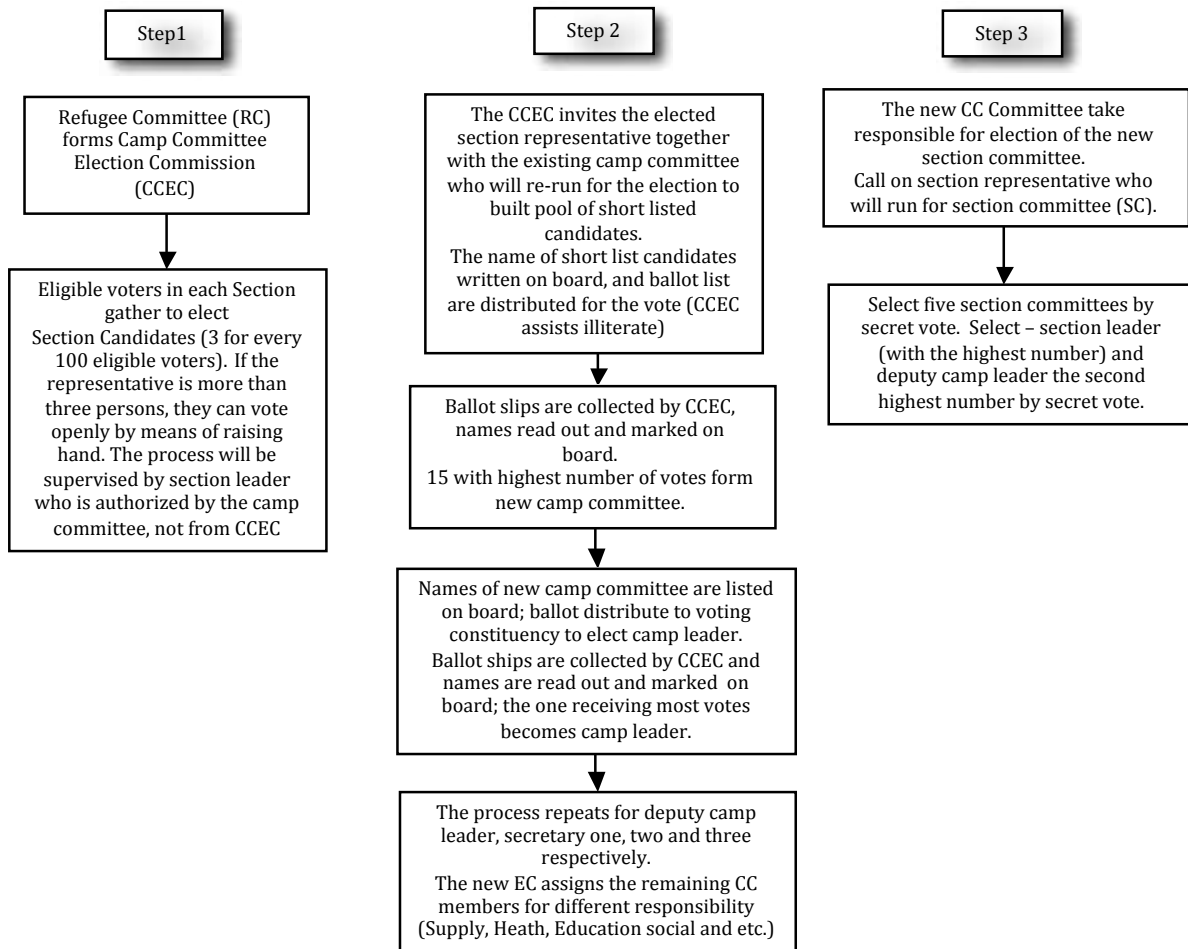 Step1
Refugee Committee (RC)
forms Camp Committee
Election Commission
(CCEC)
Eligible voters in each Section
gather to elect
Section Candidates (3 for every
100 eligible voters). If the
representative is more than
three persons, they can vote
openly by means of raising
hand. The process will be
supervised by section leader
who is authorized by the camp
committee, not from CCEC
Step 2
The CCEC invites the elected
section representative together
with the existing camp committee
who will re-run for the election to
built pool of short listed
candidates.
The name of short list candidates
written on board, and ballot list
are distributed for the vote (CCEC
assists illiterate)
Ballot slips are collected by CCEC,
names read out and marked on
board.
15 with highest number of votes form
new camp committee.
Names of new camp committee are listed
on board; ballot distribute to voting
constituency to elect camp leader.
Ballot ships are collected by CCEC and
names are read out and marked on
board; the one receiving most votes
becomes camp leader.
The process repeats for deputy camp
leader, secretary one, two and three
respectively.
The new EC assigns the remaining CC
members for different responsibility
(Supply, Heath, Education social and etc.)
Step 3
The new CC Committee take
responsible for election of the new
section committee.
Call on section representative who
will run for section committee (SC).
Select five section committees by
secret vote. Select – section leader
(with the highest number) and
deputy camp leader the second
highest number by secret vote.